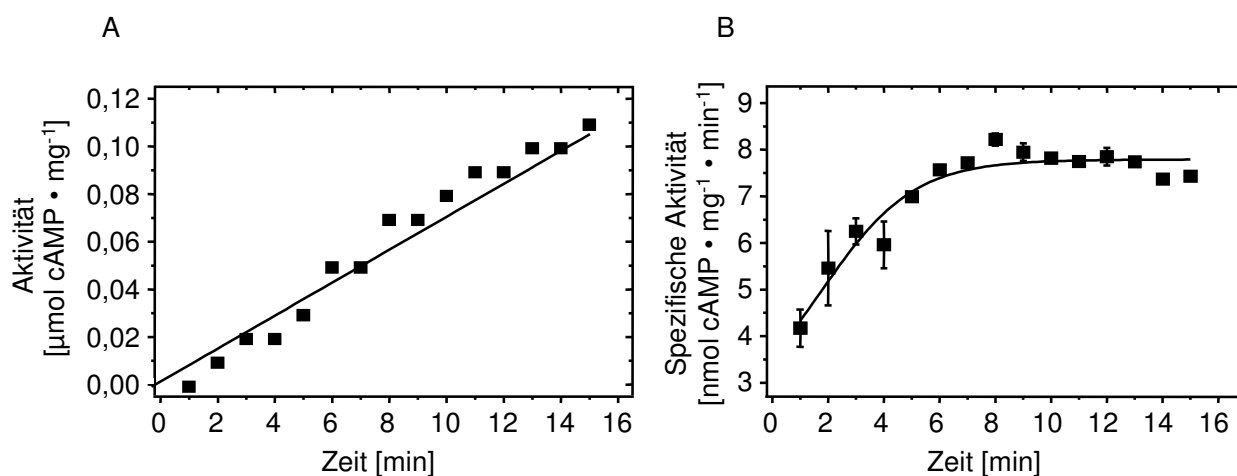 A
B
Aktivität
[µmol cAMP • mg⁻¹]
0,12
0,10
0,08
0,06
0,04
0,02
0,00
0 2 4 6 8 10 12 14 16
Zeit [min]
Spezifische Aktivität
[nmol cAMP • mg⁻¹ • min⁻¹]
9
8
7
6
5
4
3
0 2 4 6 8 10 12 14 16
Zeit [min]